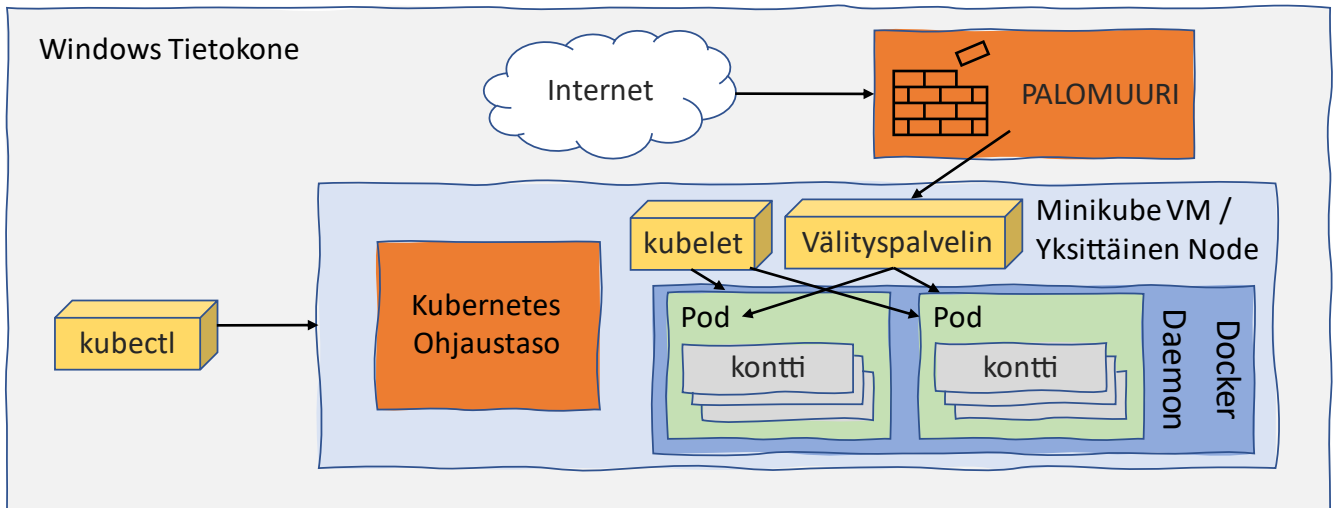 Windows Tietokone
Internet
PALOMUURI
Minikube VM /
Yksittäinen Node
kubelet
Välityspalvelin
kubectl
Kubernetes
Ohjaustaso
Pod
kontti
Pod
kontti
Docker
Daemon